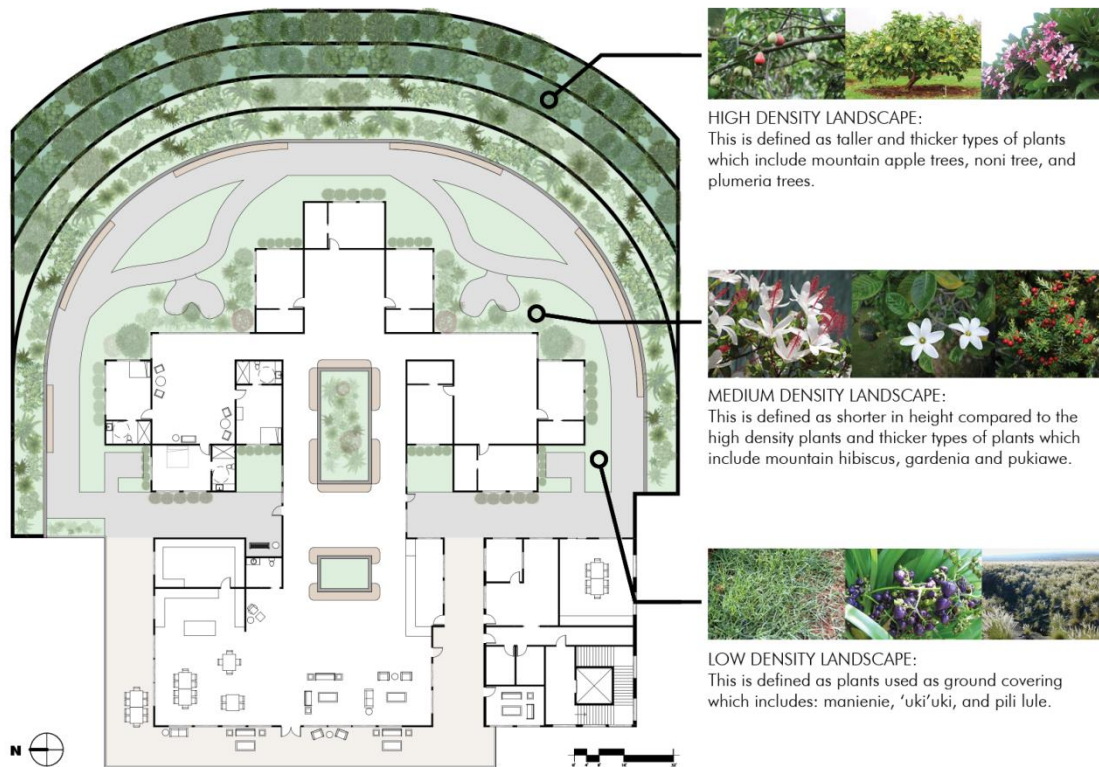 HIGH DENSITY LANDSCAPE:
This is defined as taller and thicker types of plants
which include mountain apple trees, noni tree, and
plumeria trees.
MEDIUM DENSITY LANDSCAPE:
This is defined as shorter in height compared to the
high density plants and thicker types of plants which
include mountain hibiscus, gardenia and pukiawe.
LOW DENSITY LANDSCAPE:
This is defined as plants used as ground covering
which includes: manienie, ‘uki’uki, and pili lule.
N